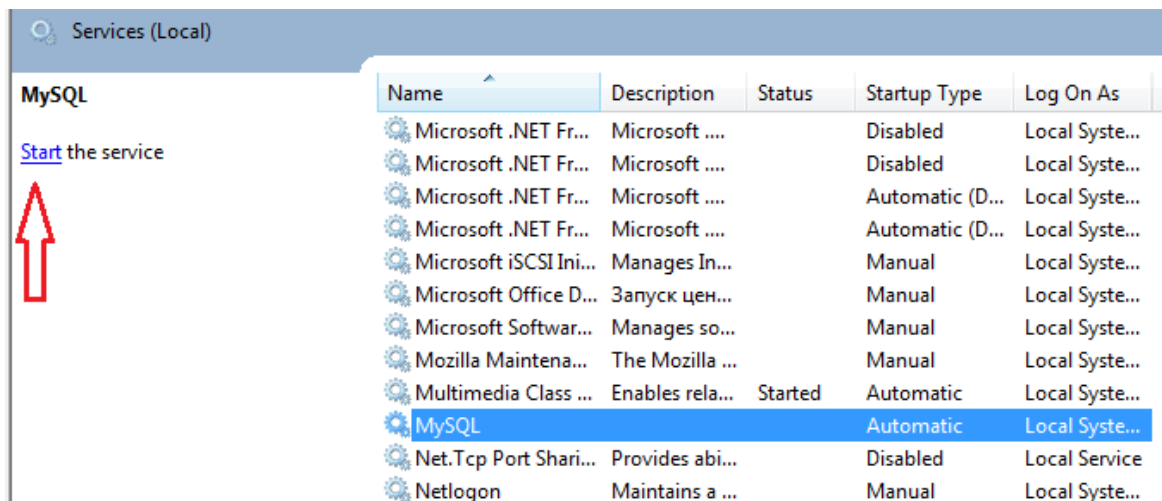 Services (Local)
MySQL
Start the service
Name Description Status Startup Type Log On As
Microsoft .NET Fr... Microsoft .... Disabled Local Syste...
Microsoft .NET Fr... Microsoft .... Disabled Local Syste...
Microsoft .NET Fr... Microsoft .... Automatic (D... Local Syste...
Microsoft .NET Fr... Microsoft .... Automatic (D... Local Syste...
Microsoft iSCSI Ini... Manages In... Manual Local Syste...
Microsoft Office D... Запуск цен... Manual Local Syste...
Microsoft Softwar... Manages so... Manual Local Syste...
Mozilla Maintena... The Mozilla ... Manual Local Syste...
Multimedia Class ... Enables rela... Started Automatic Local Syste...
MySQL Automatic Local Syste...
Net.Tcp Port Shari... Provides abi... Disabled Local Service
Netlogon Maintains a ... Manual Local Syste...